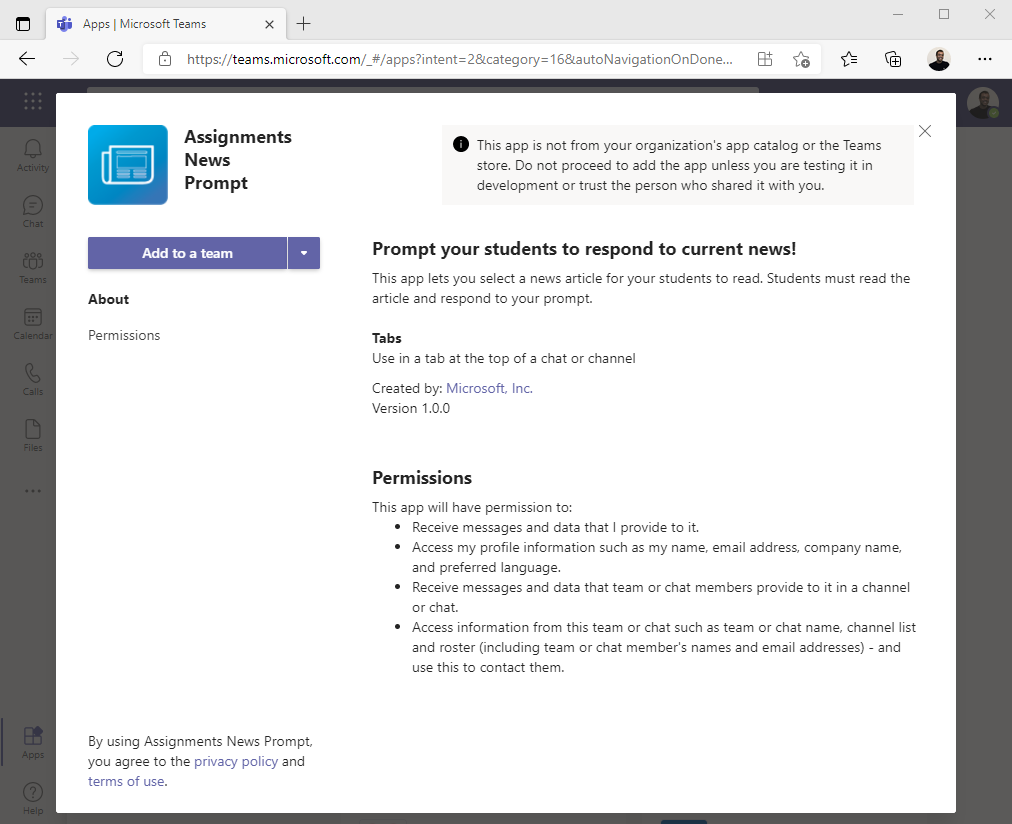 Apps | Microsoft Teams
https://teams.microsoft.com/_#/apps?intent=2&category=16&autoNavigationOnDone...
Activity
Chat
Teams
Calendar
Calls
Files
Apps
Help
Assignments
News
Prompt
This app is not from your organization's app catalog or the Teams
store. Do not proceed to add the app unless you are testing it in
development or trust the person who shared it with you.
Add to a team
About
Permissions
Prompt your students to respond to current news!
This app lets you select a news article for your students to read. Students must read the
article and respond to your prompt.
Tabs
Use in a tab at the top of a chat or channel
Created by: Microsoft, Inc.
Version 1.0.0
Permissions
This app will have permission to:
• Receive messages and data that I provide to it.
• Access my profile information such as my name, email address, company name,
and preferred language.
• Receive messages and data that team or chat members provide to it in a channel
or chat.
• Access information from this team or chat such as team or chat name, channel list
and roster (including team or chat member's names and email addresses) - and
use this to contact them.
By using Assignments News Prompt,
you agree to the privacy policy and
terms of use.